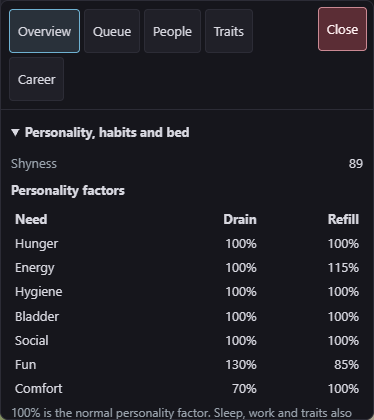 Overview Queue People Traits Close
Career
▼ Personality, habits and bed
Shyness 89
Personality factors
Need Drain Refill
Hunger 100% 100%
Energy 100% 115%
Hygiene 100% 100%
Bladder 100% 100%
Social 100% 100%
Fun 130% 85%
Comfort 70% 100%
100% is the normal personality factor. Sleep, work and traits also